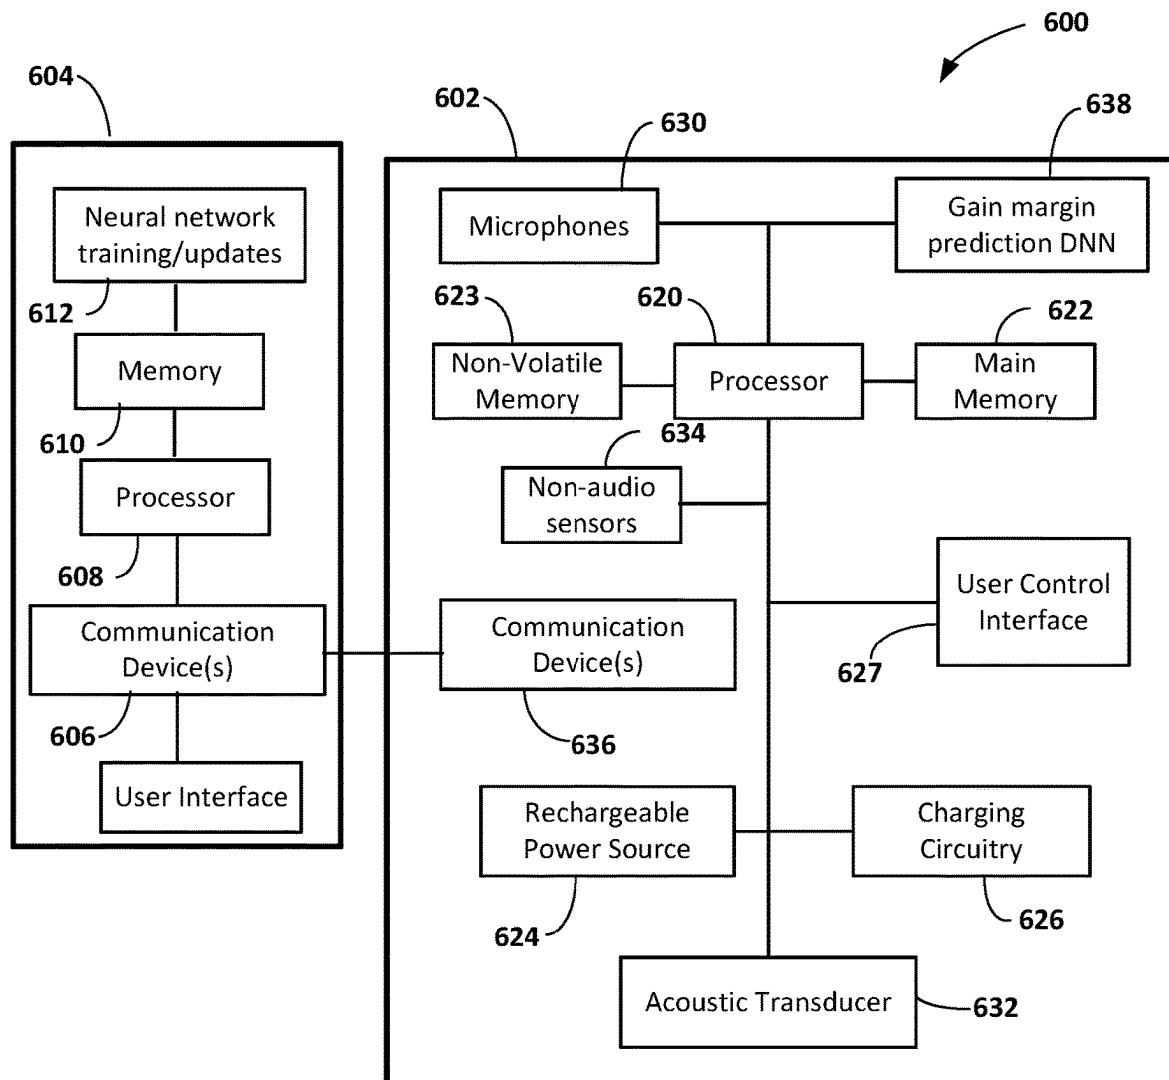 600
604
602
630
638
Neural network
training/updates
612
Microphones
Gain margin
prediction DNN
623
620
622
Memory
610
Non-Volatile
Memory
Processor
Main
Memory
634
Processor
608
Non-audio
sensors
User Control
Interface
627
Communication
Device(s)
606
Communication
Device(s)
636
User Interface
Rechargeable
Power Source
624
Charging
Circuitry
626
Acoustic Transducer
632